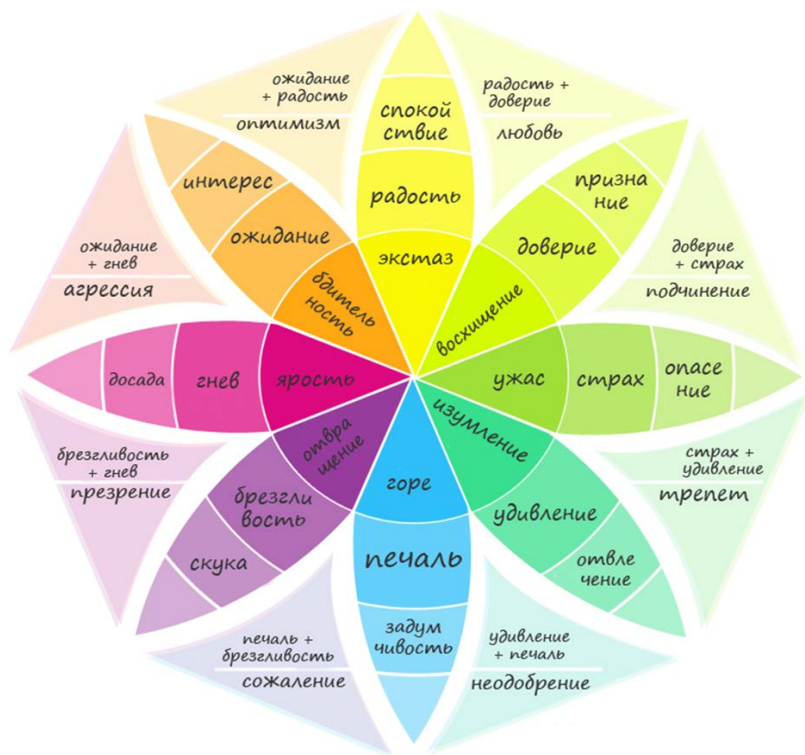 ожидание
+ радость
оптимизм
радость +
доверие
любовь
спокой
ствие
радость
экстаз
интерес
ожидание
бдитель
ность
призна
ние
доверие
восхищение
ожидание
+ гнев
агрессия
доверие
+ страх
подчинение
досада
гнев
ярость
ужас
страх
опасе
ние
брезгливость
+ гнев
презрение
отвра
щение
брезгли
вость
скука
горе
печаль
задум
чивость
изумление
удивление
отвле
чение
страх +
удивление
трепет
печаль +
брезгливость
сожаление
удивление
+ печаль
неодобрение